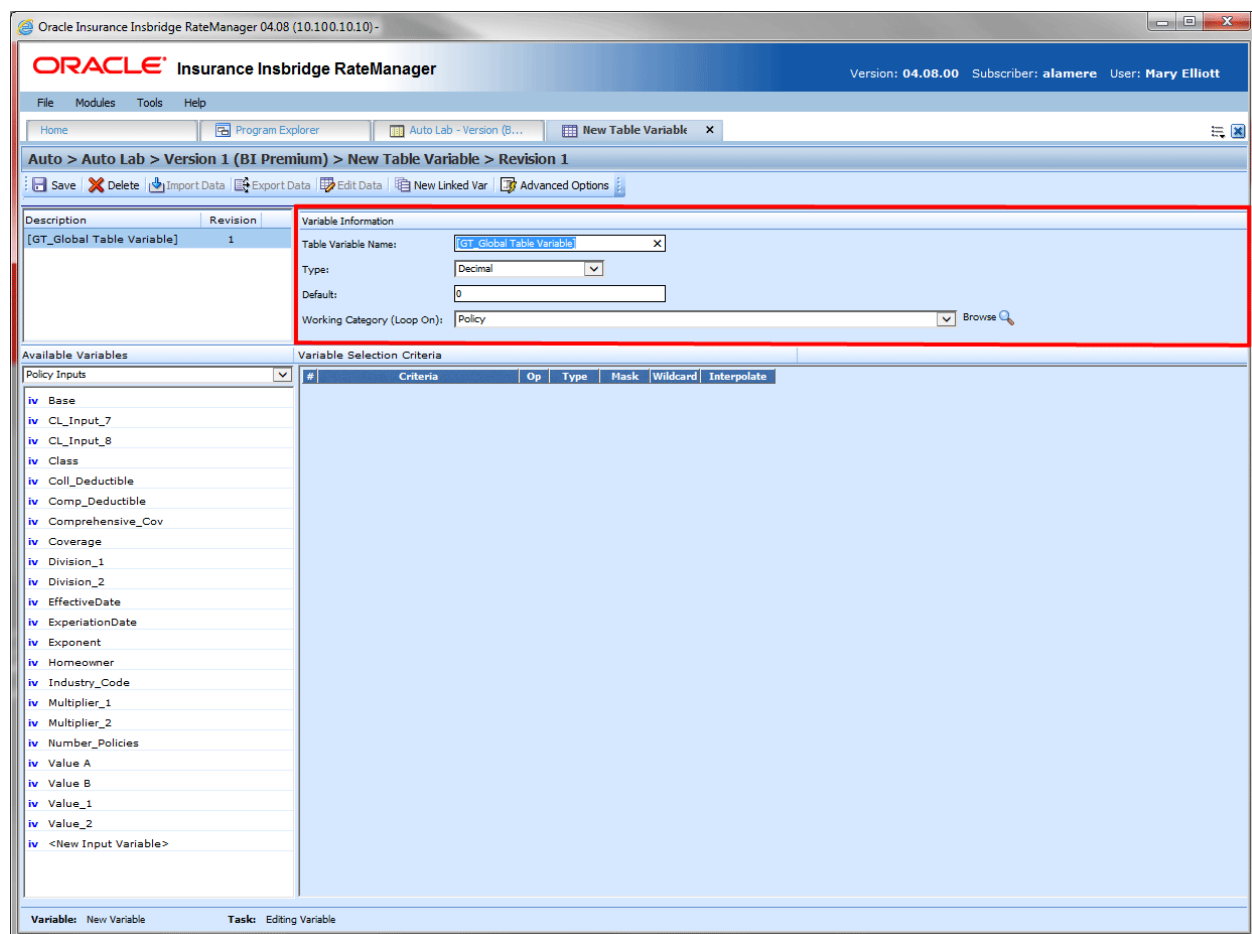 Oracle Insurance Insbridge RateManager 04.08 (10.100.10.10) -
ORACLE® Insurance Insbridge RateManager
Version: 04.08.00 Subscriber: alamere User: Mary Elliott
File Modules Tools Help
Home Program Explorer Auto Lab - Version (B... New Table Variable X
Auto > Auto Lab > Version 1 (BI Premium) > New Table Variable > Revision 1
Save Delete Import Data Export Data Edit Data New Linked Var Advanced Options
Description Revision
[GT_Global Table Variable] 1
Variable Information
Table Variable Name: [GT_Global Table Variable] X
Type: Decimal
Default: 0
Working Category (Loop On): Policy Browse
Available Variables
Policy Inputs
iv Base
iv CL_Input_7
iv CL_Input_8
iv Class
iv Coll_Deductible
iv Comp_Deductible
iv Comprehensive_Cov
iv Coverage
iv Division_1
iv Division_2
iv EffectiveDate
iv ExperiationDate
iv Exponent
iv Homeowner
iv Industry_Code
iv Multiplier_1
iv Multiplier_2
iv Number_Policies
iv Value A
iv Value B
iv Value_1
iv Value_2
iv <New Input Variable>
Variable Selection Criteria
# Criteria Op Type Mask Wildcard Interpolate
Variable: New Variable Task: Editing Variable